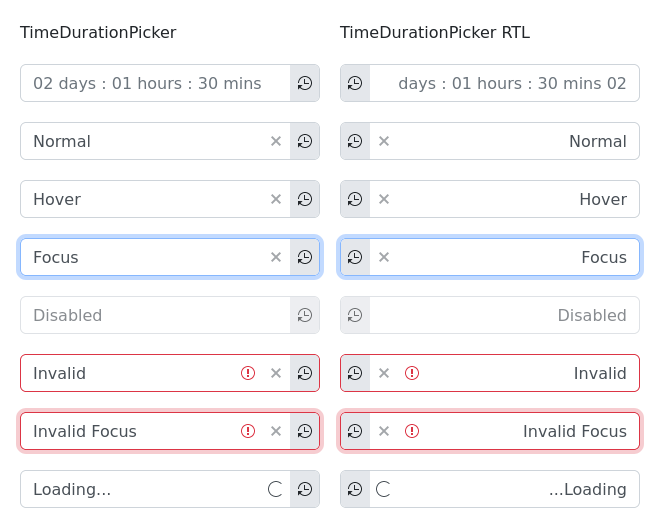 TimeDurationPicker
TimeDurationPicker RTL
02 days : 01 hours : 30 mins
days : 01 hours : 30 mins 02
Normal
Normal
Hover
Hover
Focus
Focus
Disabled
Disabled
Invalid
Invalid
Invalid Focus
Invalid Focus
Loading...
...Loading